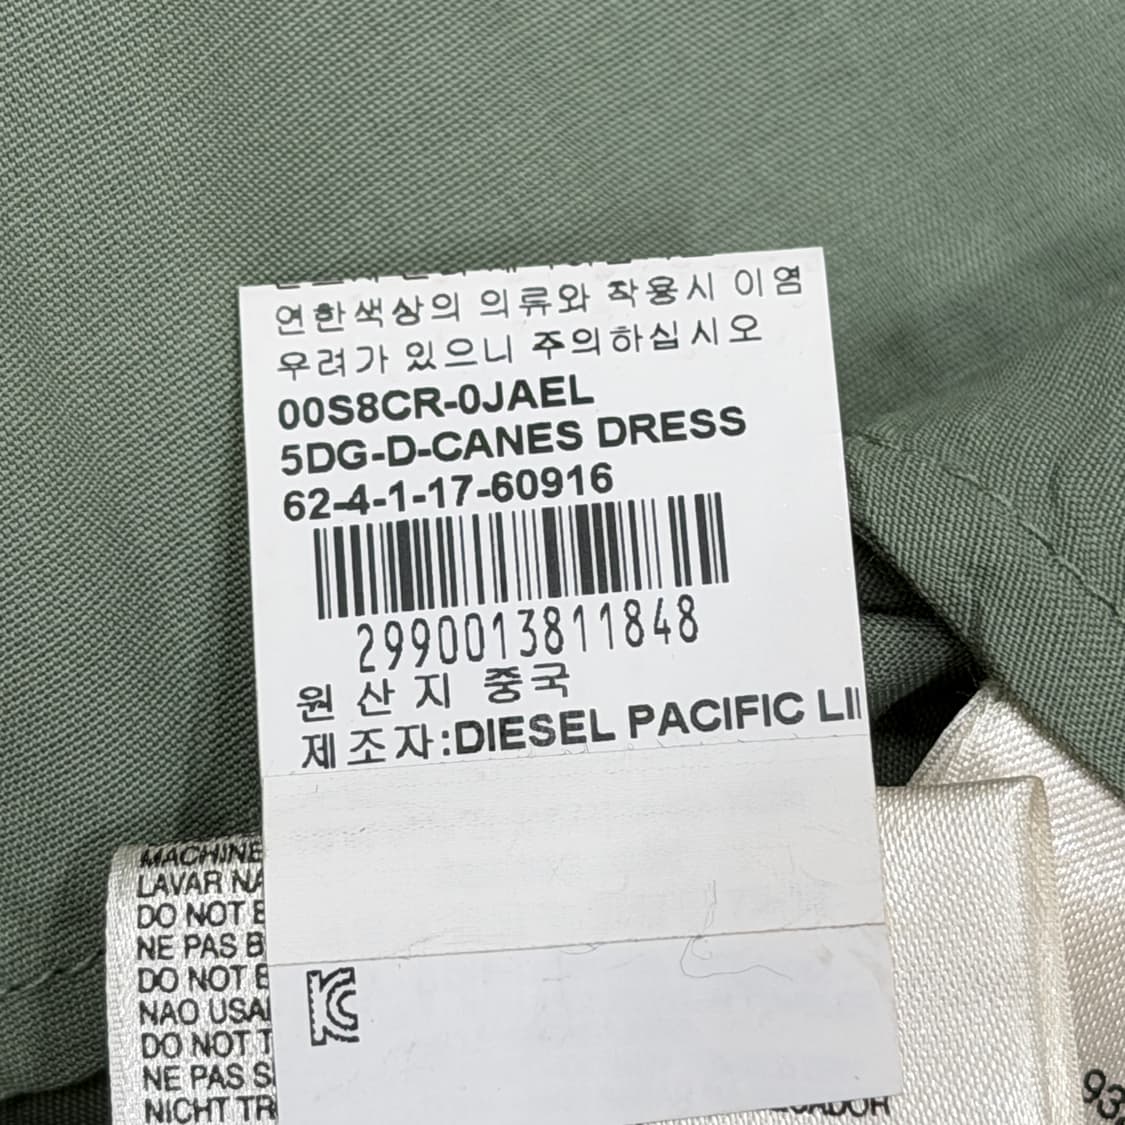 연한색상의 의류와 착용시 이염
우려가 있으니 주의하십시오
00S8CR-0JAEL
5DG-D-CANES DRESS
62-4-1-17-60916
2990013811848
원산지 중국
제조자:DIESEL PACIFIC LI
MACHINE
LAVAR NA
DO NOT B
NE PAS B
DO NOT B
NAO USA
DO NOT T
NE PAS S
NICHT TR
KC
93